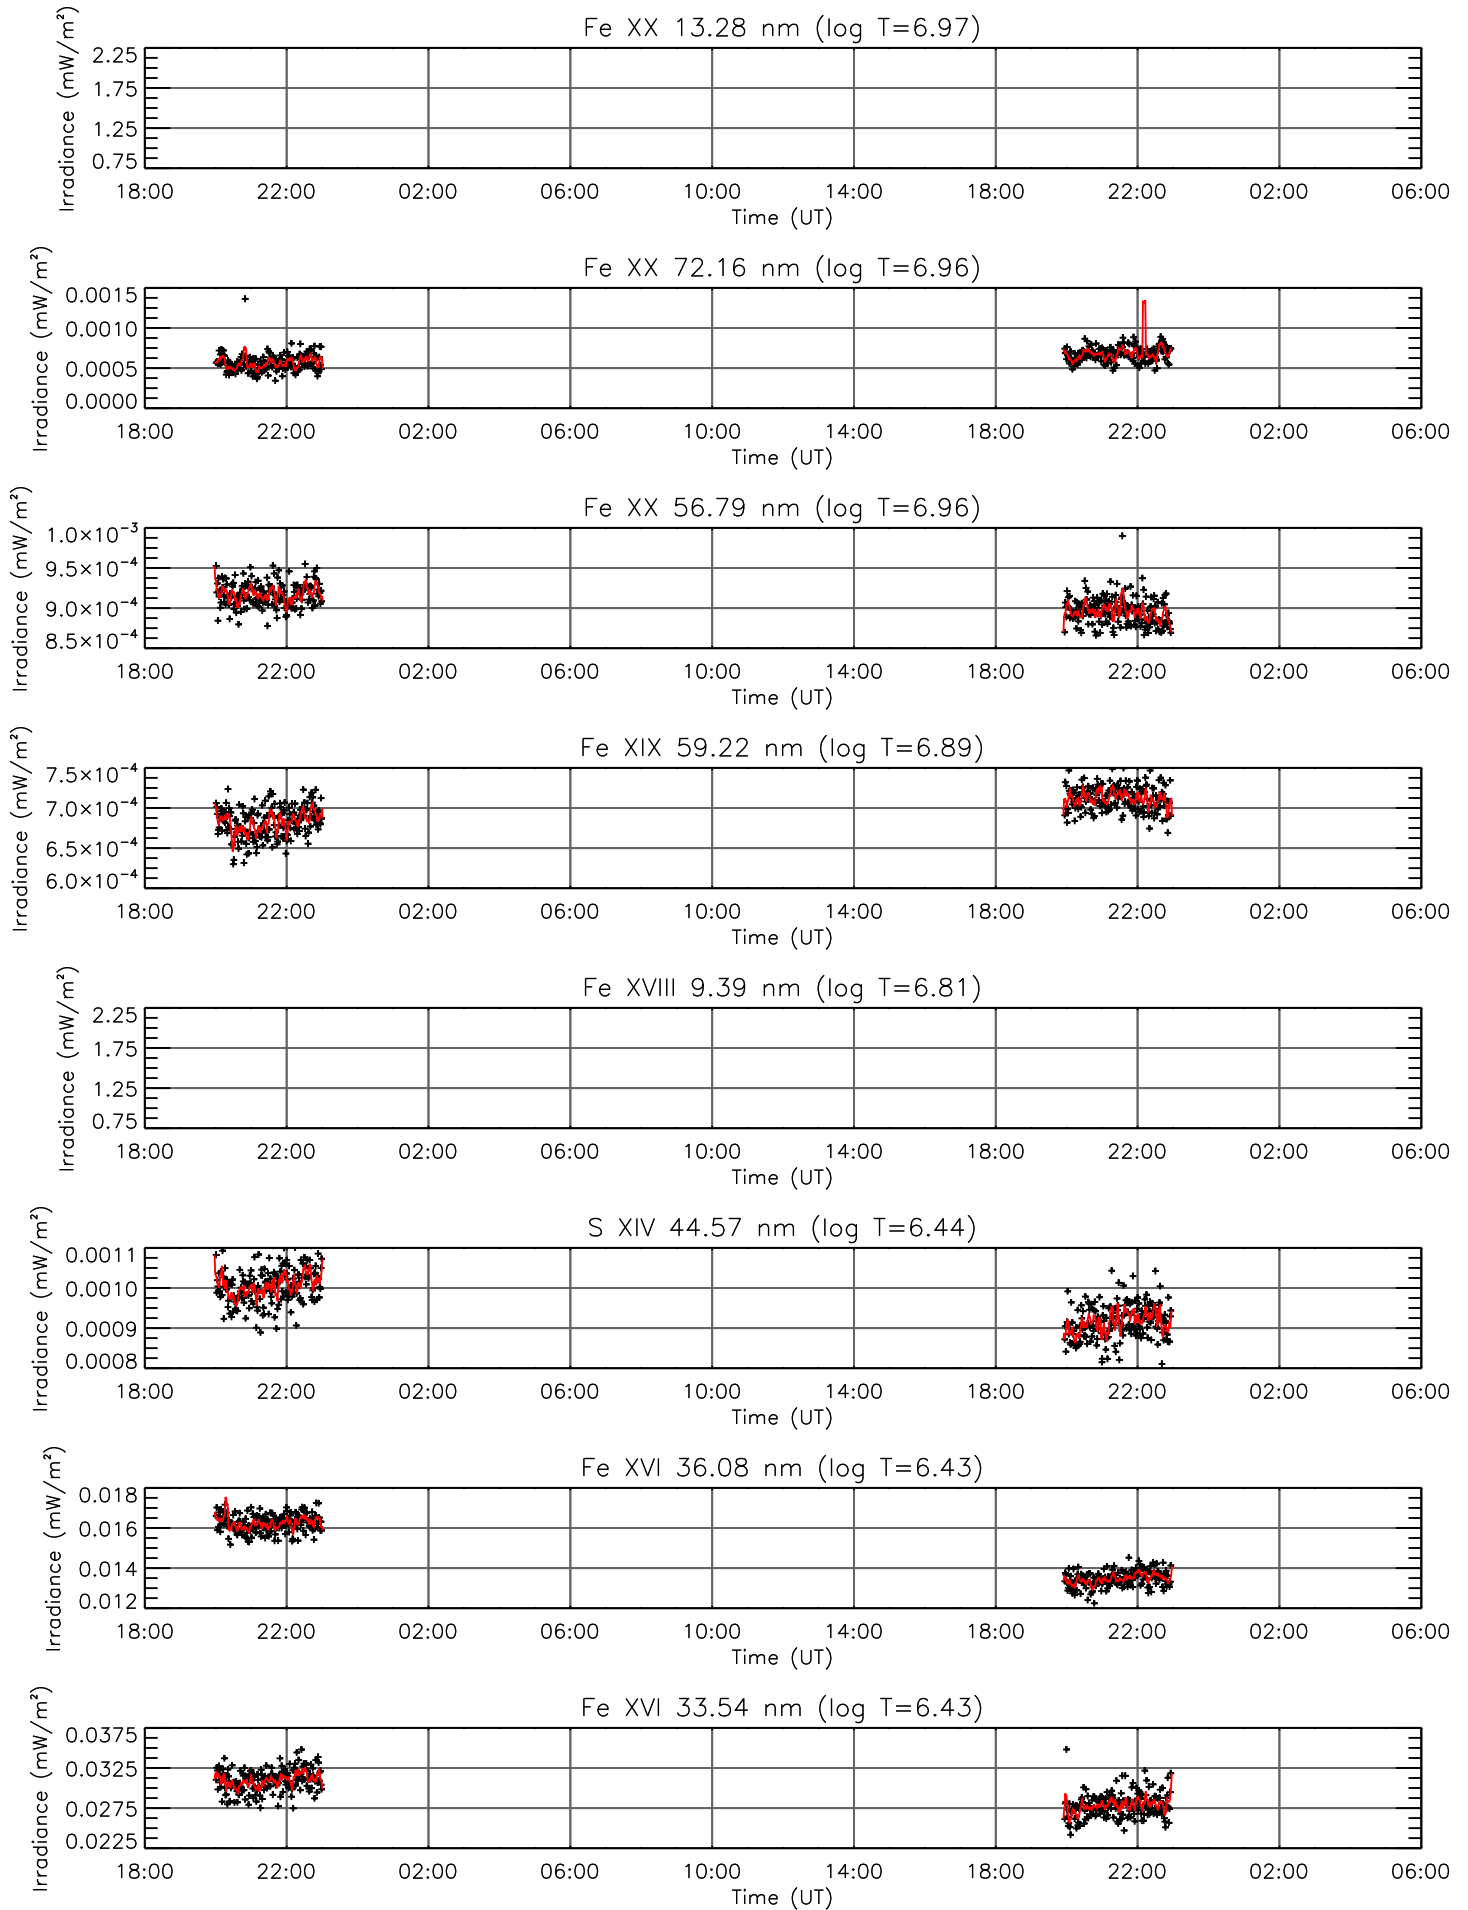 Fe XX 13.28 nm (log T=6.97)
Irradiance (mW/m²)
2.25
1.75
1.25
0.75
18:00 22:00 02:00 06:00 10:00 14:00 18:00 22:00 02:00 06:00
Time (UT)
Fe XX 72.16 nm (log T=6.96)
Irradiance (mW/m²)
0.0015
0.0010
0.0005
0.0000
18:00 22:00 02:00 06:00 10:00 14:00 18:00 22:00 02:00 06:00
Time (UT)
Fe XX 56.79 nm (log T=6.96)
Irradiance (mW/m²)
1.0×10⁻³
9.5×10⁻⁴
9.0×10⁻⁴
8.5×10⁻⁴
18:00 22:00 02:00 06:00 10:00 14:00 18:00 22:00 02:00 06:00
Time (UT)
Fe XIX 59.22 nm (log T=6.89)
Irradiance (mW/m²)
7.5×10⁻⁴
7.0×10⁻⁴
6.5×10⁻⁴
6.0×10⁻⁴
18:00 22:00 02:00 06:00 10:00 14:00 18:00 22:00 02:00 06:00
Time (UT)
Fe XVIII 9.39 nm (log T=6.81)
Irradiance (mW/m²)
2.25
1.75
1.25
0.75
18:00 22:00 02:00 06:00 10:00 14:00 18:00 22:00 02:00 06:00
Time (UT)
S XIV 44.57 nm (log T=6.44)
Irradiance (mW/m²)
0.0011
0.0010
0.0009
0.0008
18:00 22:00 02:00 06:00 10:00 14:00 18:00 22:00 02:00 06:00
Time (UT)
Fe XVI 36.08 nm (log T=6.43)
Irradiance (mW/m²)
0.018
0.016
0.014
0.012
18:00 22:00 02:00 06:00 10:00 14:00 18:00 22:00 02:00 06:00
Time (UT)
Fe XVI 33.54 nm (log T=6.43)
Irradiance (mW/m²)
0.0375
0.0325
0.0275
0.0225
18:00 22:00 02:00 06:00 10:00 14:00 18:00 22:00 02:00 06:00
Time (UT)